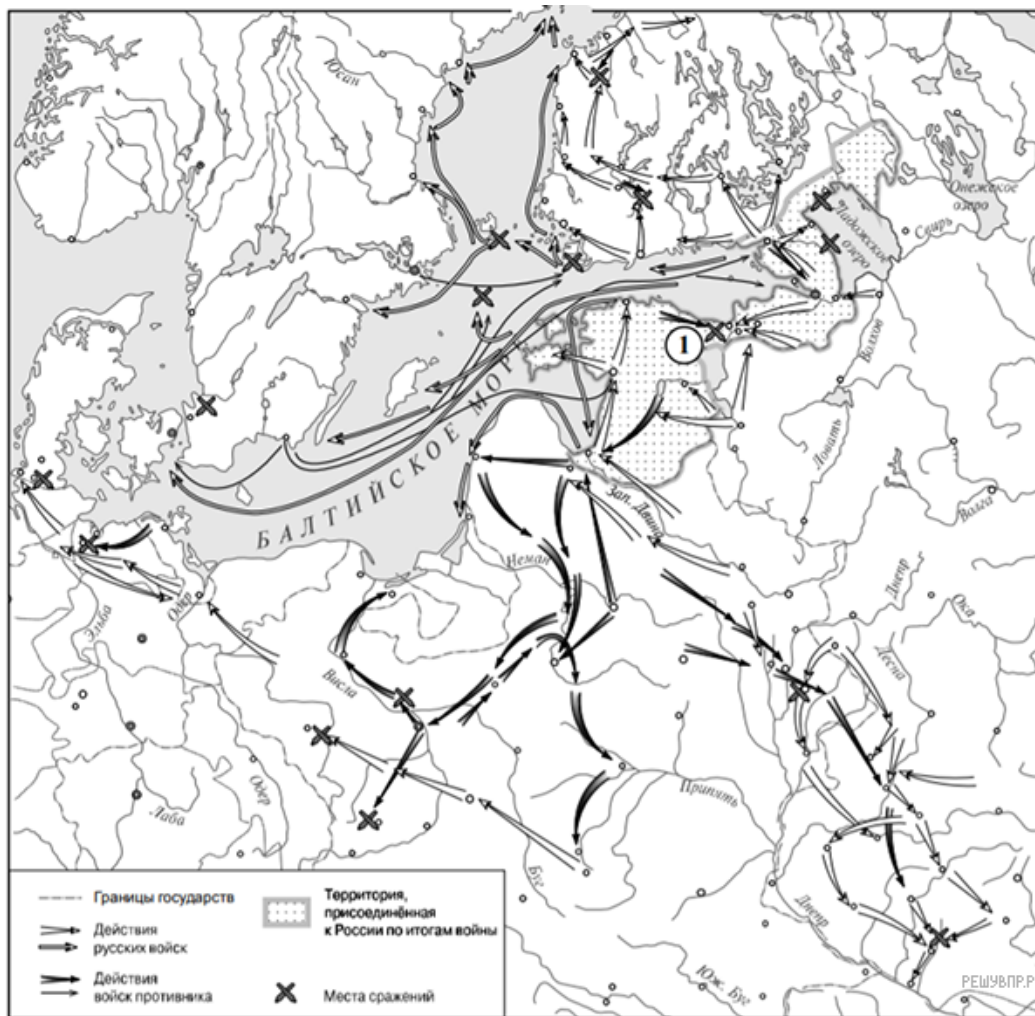 Юсан
Онежское
озеро
Ладожское
озеро
Свирь
1
Волхов
БАЛТИЙСКОЕ МОРЕ
Ловать
Зап. Двина
Волга
Неман
Днепр
Ока
Эльба
Одер
Десна
Висла
Одер
Лаба
Припять
Буг
Днепр
Юж. Буг
Границы государств
Действия
русских войск
Действия
войск противника
Территория,
присоединённая
к России по итогам войны
Места сражений
РЕШУВПР.Р